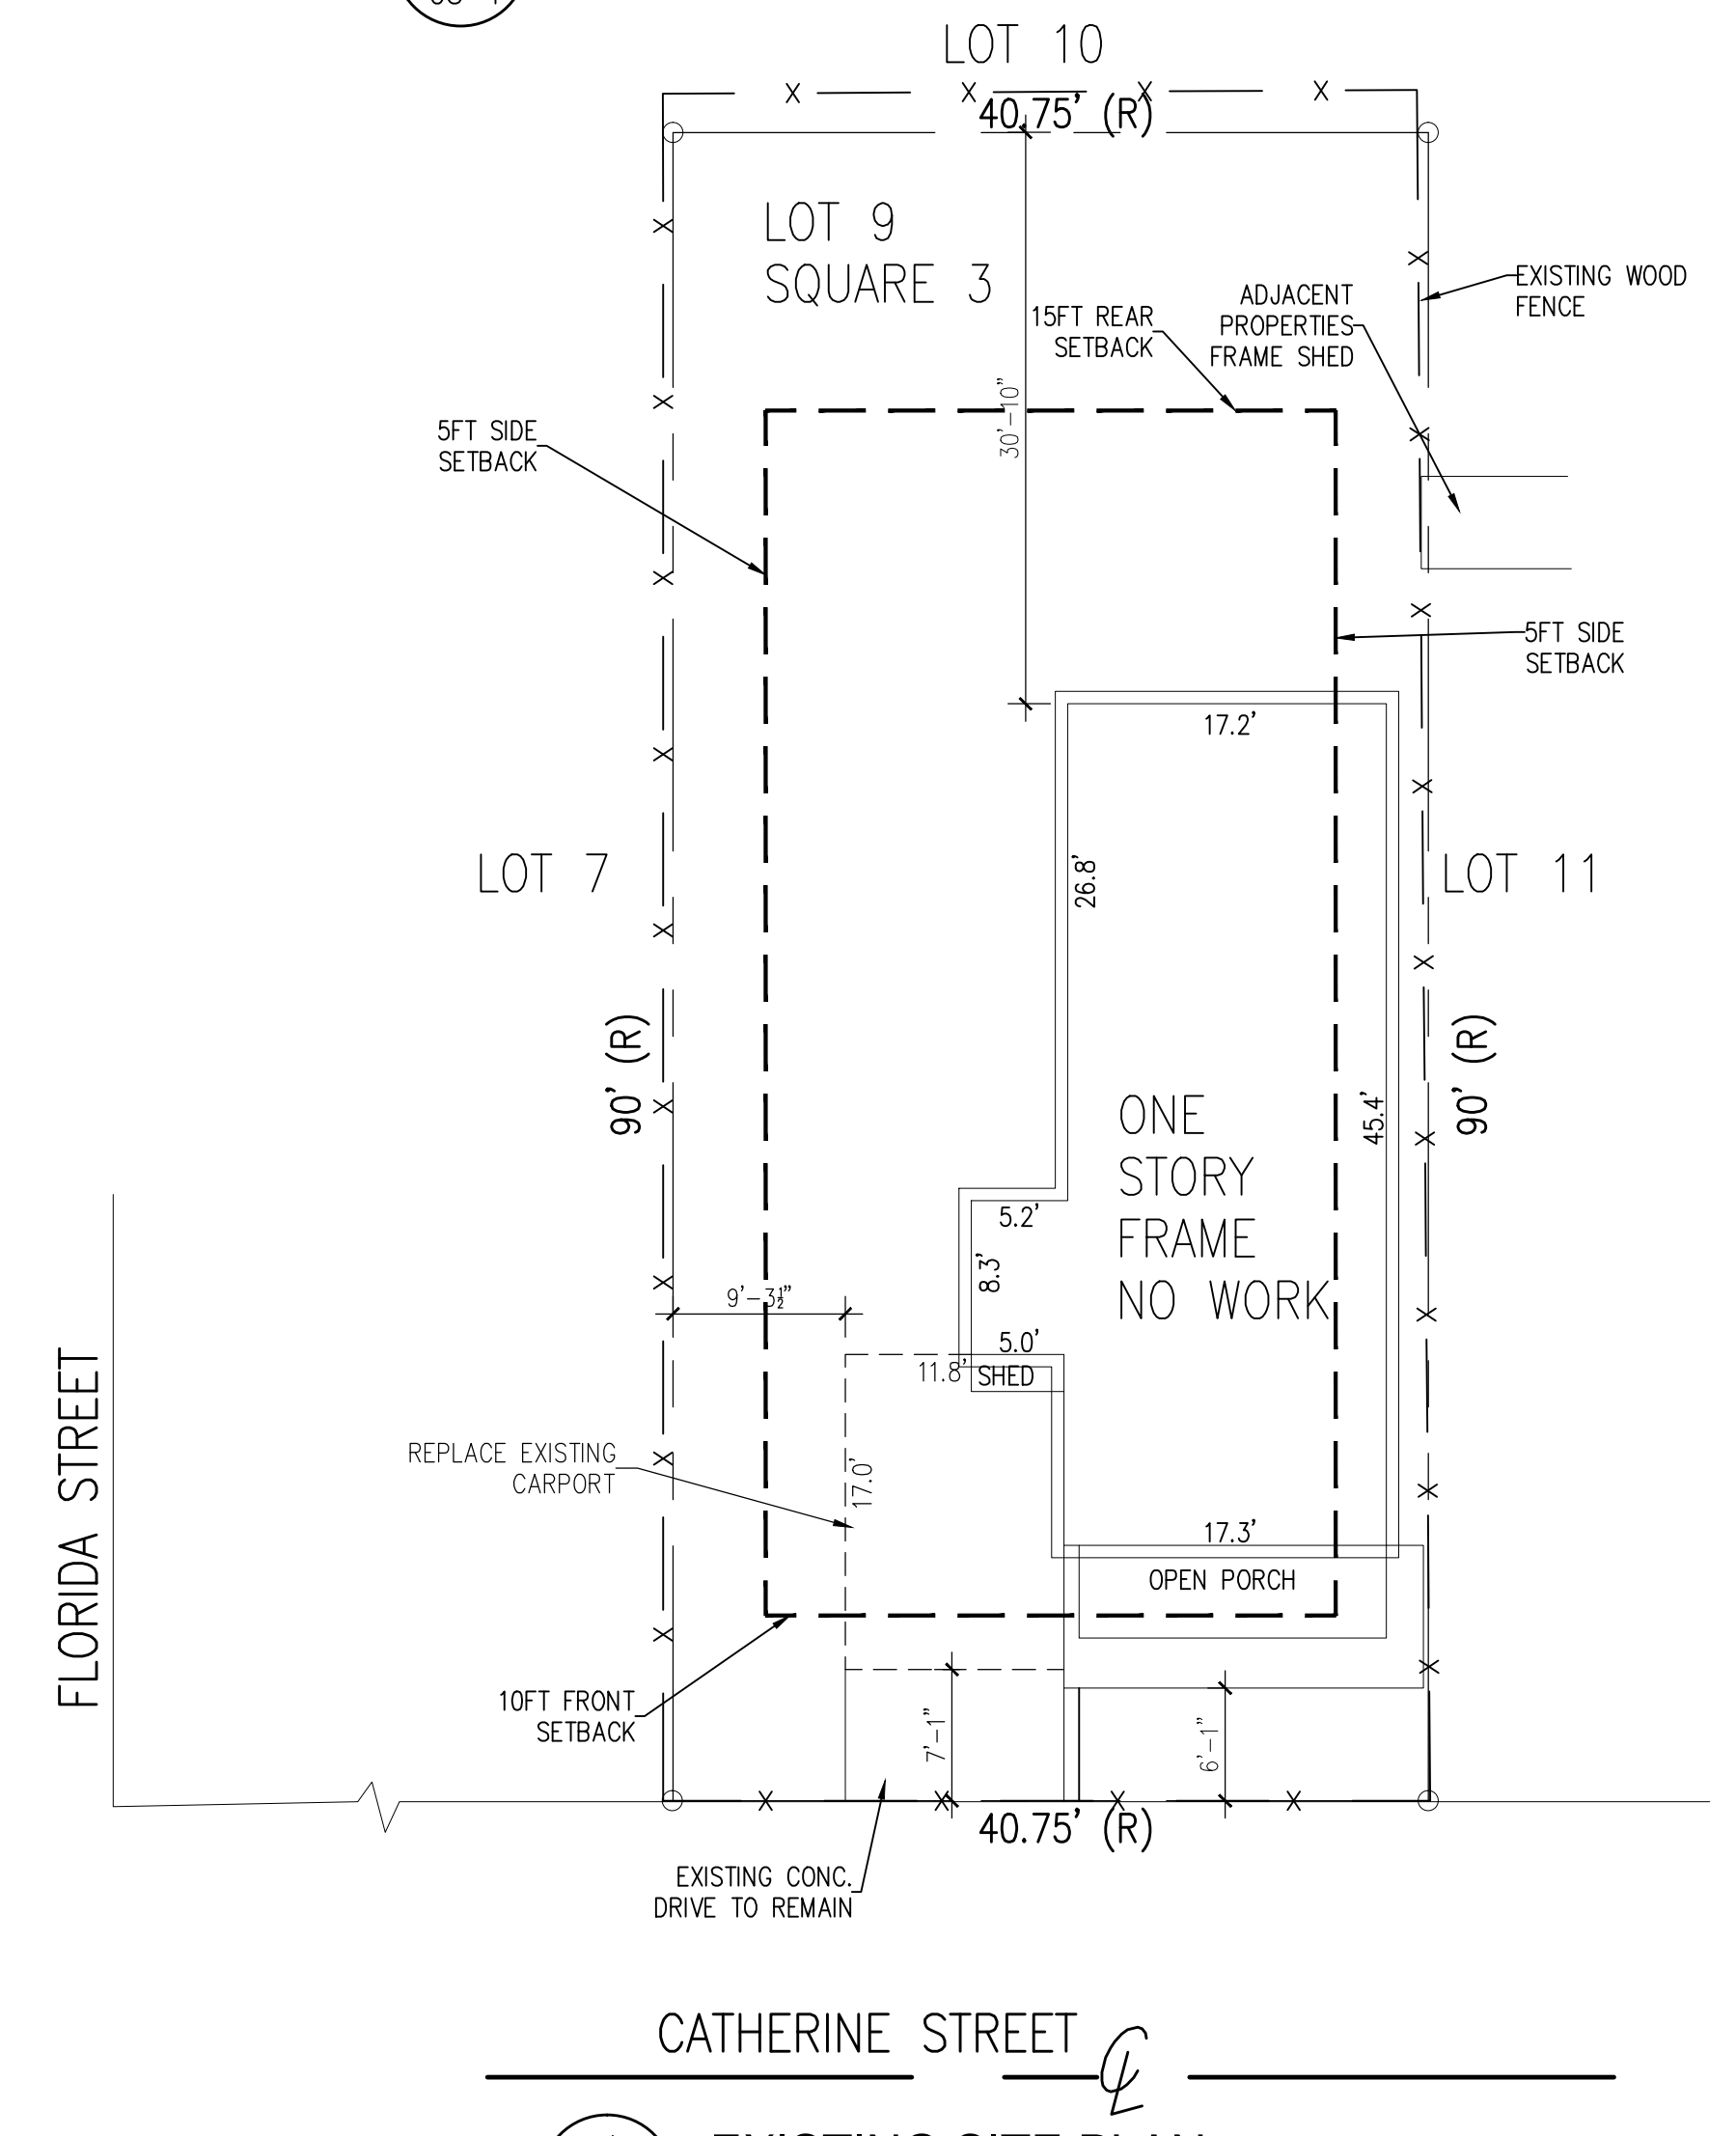 LOT 10
40.75' (R)
LOT 9
SQUARE 3
EXISTING WOOD
FENCE
ADJACENT
PROPERTIES
FRAME SHED
15FT REAR
SETBACK
30'-10"
5FT SIDE
SETBACK
5FT SIDE
SETBACK
17.2'
26.8'
LOT 7
LOT 11
90' (R)
90' (R)
45.4'
ONE
STORY
FRAME
NO WORK
5.2'
8.3'
9'-3½"
5.0'
11.8'
SHED
REPLACE EXISTING
CARPORT
17.0'
17.3'
OPEN PORCH
FLORIDA STREET
10FT FRONT
SETBACK
7'-1"
6'-1"
40.75' (R)
EXISTING CONC.
DRIVE TO REMAIN
CATHERINE STREET
EXISTING SITE PLAN